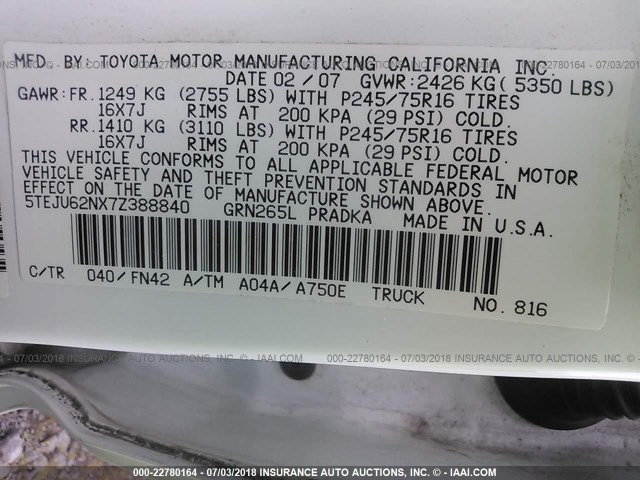 MFD. BY: TOYOTA MOTOR MANUFACTURING CALIFORNIA INC.
DATE 02 / 07 GVWR: 2426 KG ( 5350 LBS)
GAWR: FR. 1249 KG (2755 LBS) WITH P245/75R16 TIRES
16X7J RIMS AT 200 KPA (29 PSI) COLD.
RR. 1410 KG (3110 LBS) WITH P245/75R16 TIRES
16X7J RIMS AT 200 KPA (29 PSI) COLD.
THIS VEHICLE CONFORMS TO ALL APPLICABLE FEDERAL MOTOR
VEHICLE SAFETY AND THEFT PREVENTION STANDARDS IN
EFFECT ON THE DATE OF MANUFACTURE SHOWN ABOVE.
5TEJU62NX7Z388840 GRN265L PRADKA MADE IN U.S.A.
C/TR 040/FN42 A/TM A04A/A750E TRUCK NO. 816
000-22780164 - 07/03/2018 INSURANCE AUTO AUCTIONS - © - IAAI.COM